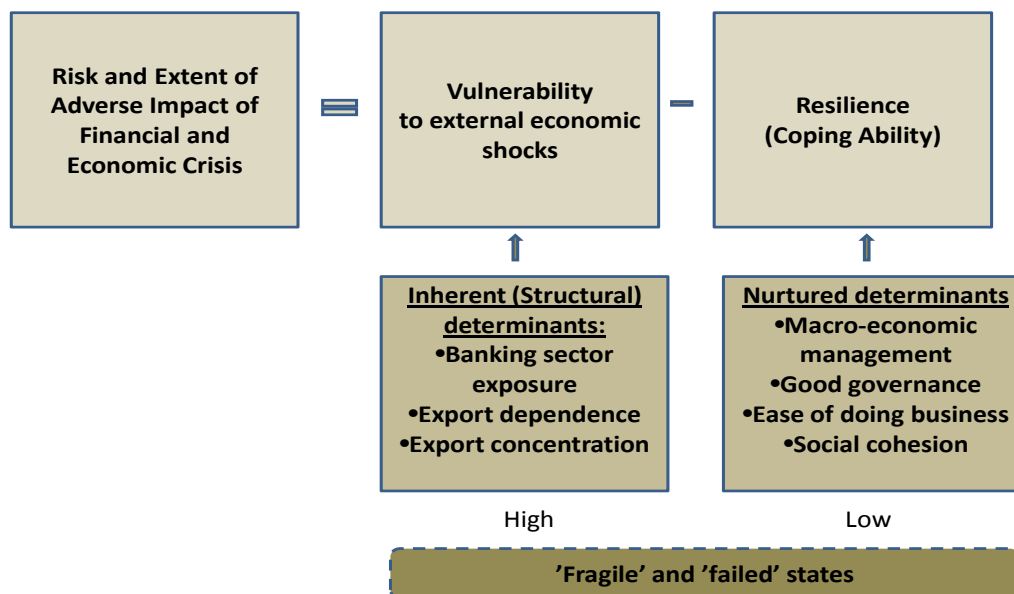 Risk and Extent of
Adverse Impact of
Financial and
Economic Crisis
=
Vulnerability
to external economic
shocks
-
Resilience
(Coping Ability)
Inherent (Structural)
determinants:
•Banking sector
exposure
•Export dependence
•Export concentration
Nurtured determinants
•Macro-economic
management
•Good governance
•Ease of doing business
•Social cohesion
High
Low
’Fragile’ and ’failed’ states